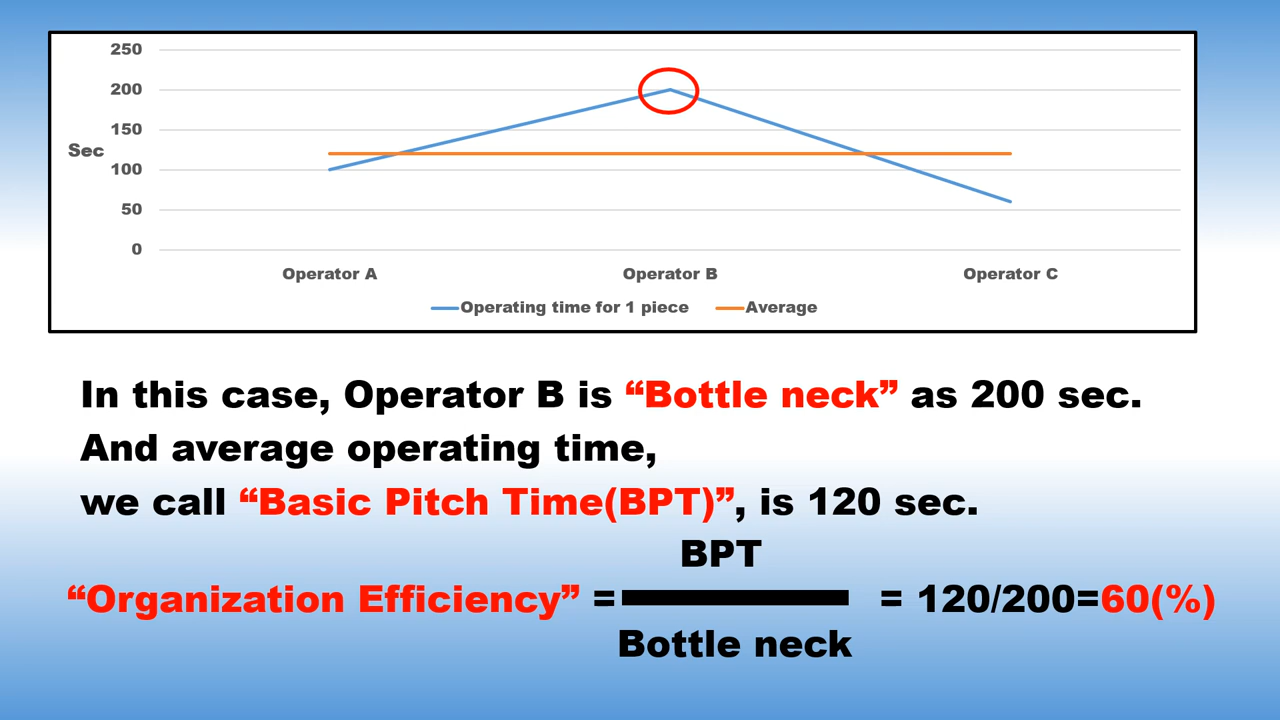 250
200
150
Sec
100
50
0
Operator A Operator B Operator C
Operating time for 1 piece Average
In this case, Operator B is “Bottle neck” as 200 sec.
And average operating time,
we call “Basic Pitch Time(BPT)”, is 120 sec.
BPT
“Organization Efficiency” = = 120/200=60(%)
Bottle neck